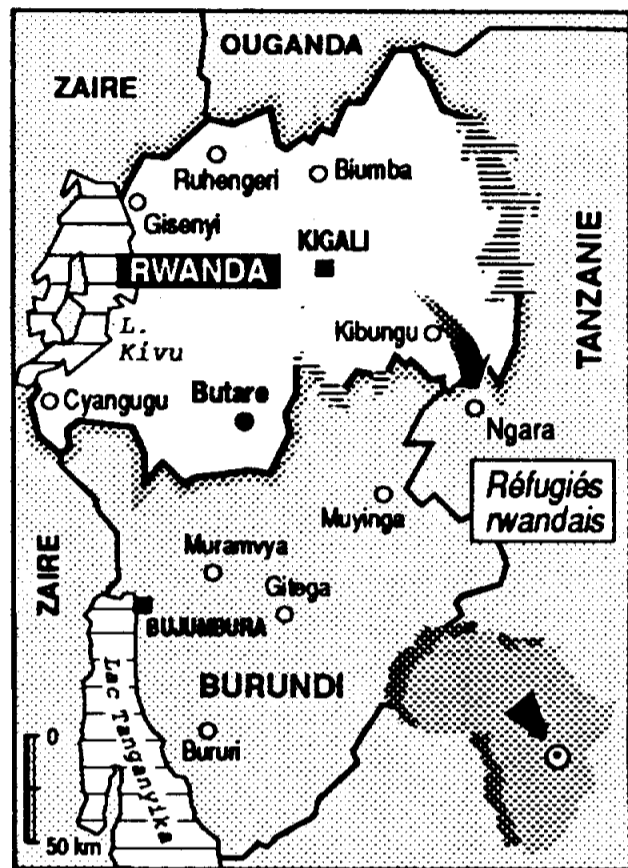 OUGANDA
ZAIRE
Ruhengeri
Biumba
Gisenyi
KIGALI
RWANDA
TANZANIE
L.
Kivu
Kibungu
Cyangugu
Butare
Ngara
Réfugiés
rwandais
Muyinga
ZAIRE
Muramvya
Gitega
BUJUMBURA
BURUNDI
Lac Tanganyika
Bururi
0
50 km